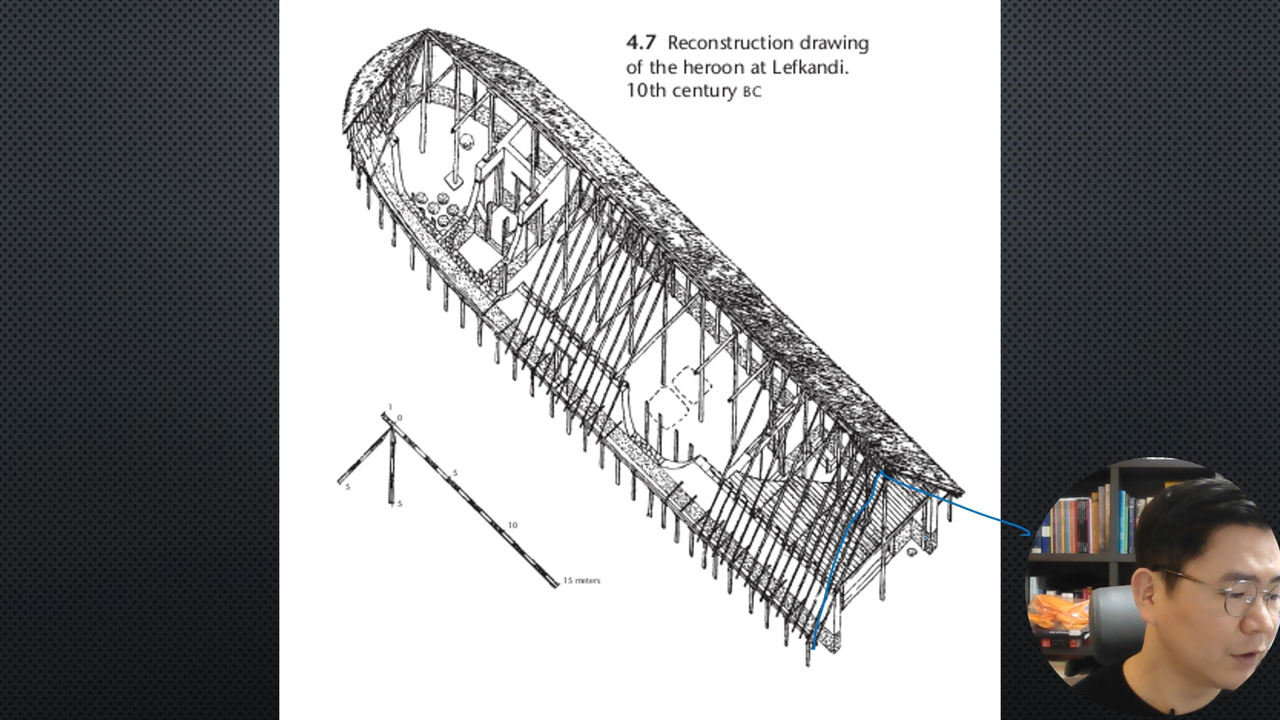 4.7 Reconstruction drawing
of the heroon at Lefkandi.
10th century BC
1
0
5
5
5
10
15 meters